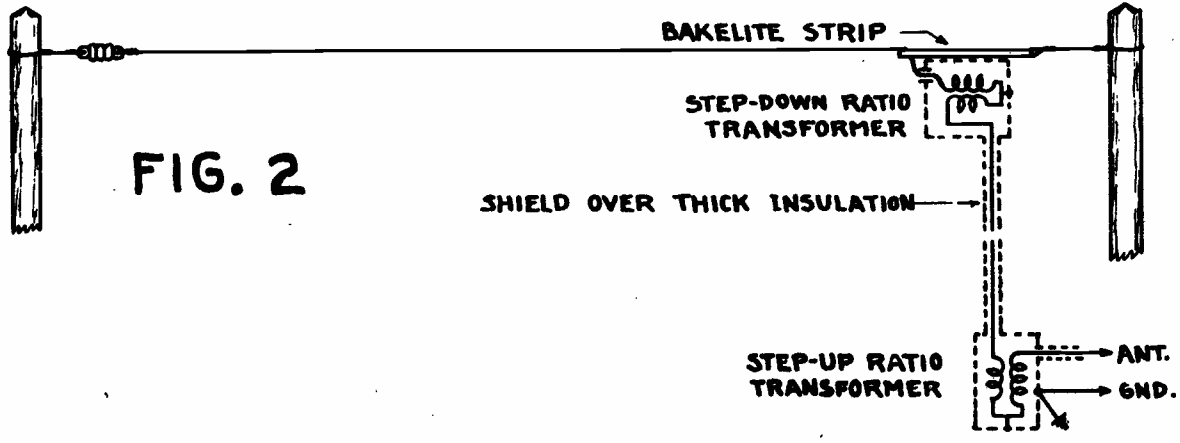 BAKELITE STRIP
STEP-DOWN RATIO
TRANSFORMER
FIG. 2
SHIELD OVER THICK INSULATION
STEP-UP RATIO
TRANSFORMER
ANT.
GND.